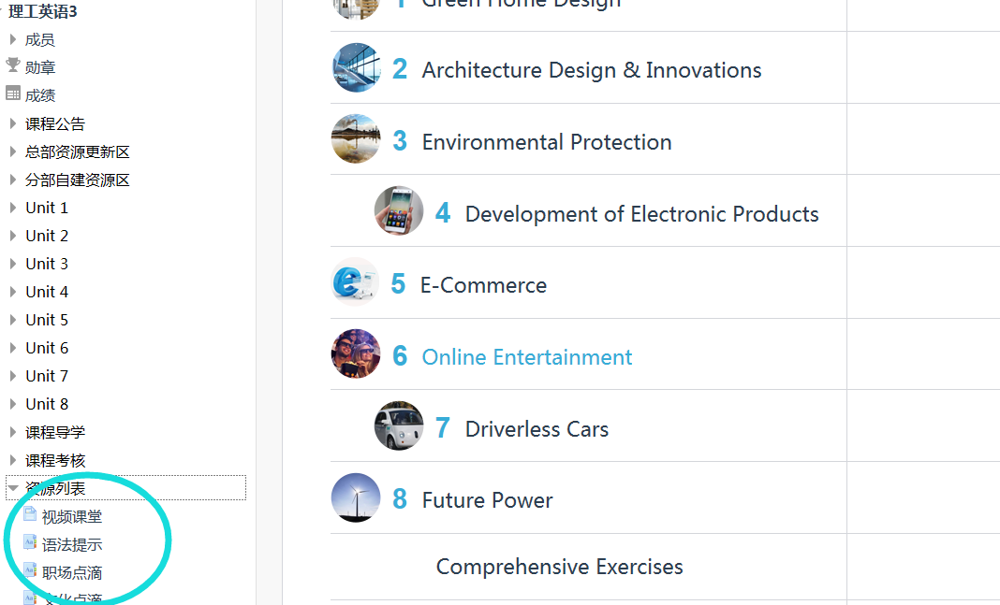 理工英语3
成员
勋章
成绩
课程公告
总部资源更新区
分部自建资源区
Unit 1
Unit 2
Unit 3
Unit 4
Unit 5
Unit 6
Unit 7
Unit 8
课程导学
课程考核
资源列表
视频课堂
语法提示
职场点滴
文化点滴
1 Green Home Design
2 Architecture Design & Innovations
3 Environmental Protection
4 Development of Electronic Products
5 E-Commerce
6 Online Entertainment
7 Driverless Cars
8 Future Power
Comprehensive Exercises